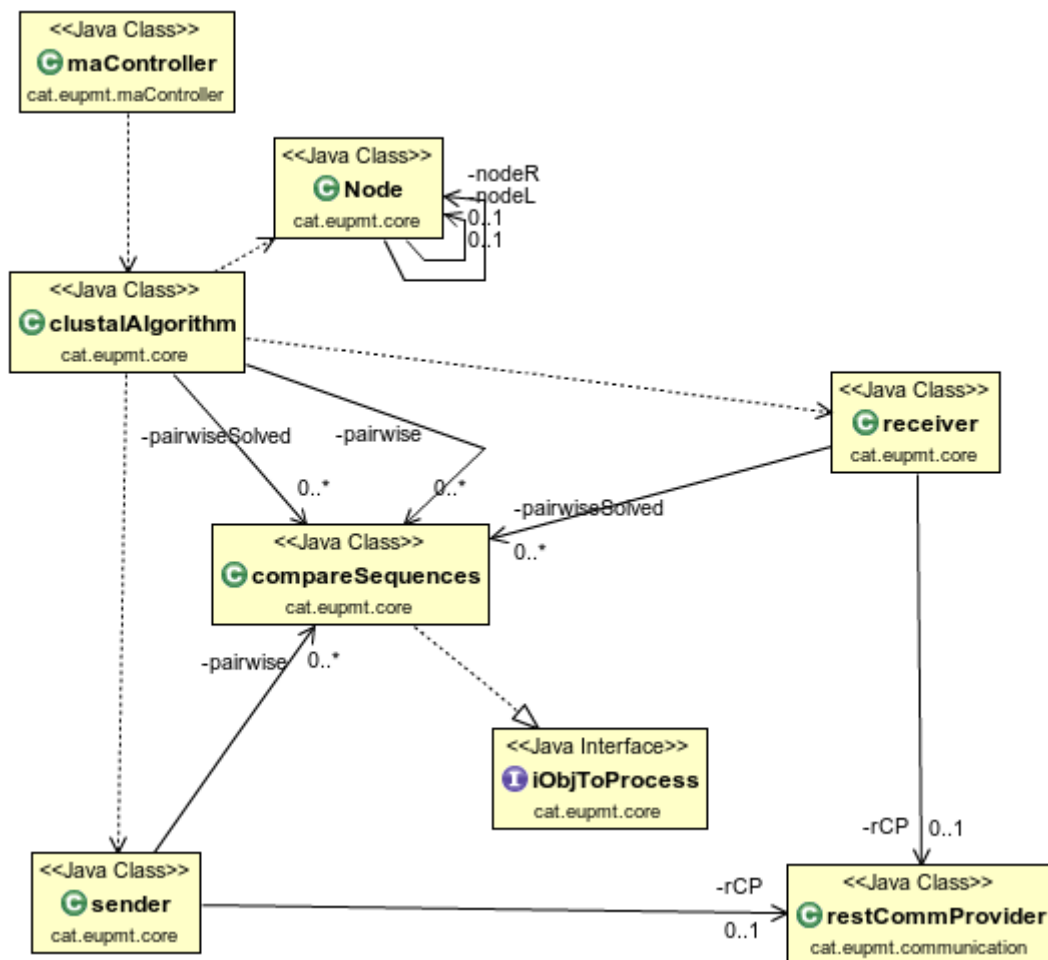 <<Java Class>>
maController
cat.eupmt.maController
<<Java Class>>
Node
cat.eupmt.core
-nodeR
-nodeL
0..1
0..1
<<Java Class>>
clustalAlgorithm
cat.eupmt.core
<<Java Class>>
receiver
cat.eupmt.core
-pairwiseSolved
-pairwise
0..*
0..*
-pairwiseSolved
0..*
<<Java Class>>
compareSequences
cat.eupmt.core
-pairwise
0..*
<<Java Interface>>
iObjToProcess
cat.eupmt.core
-rCP
0..1
<<Java Class>>
sender
cat.eupmt.core
-rCP
0..1
<<Java Class>>
restCommProvider
cat.eupmt.communication